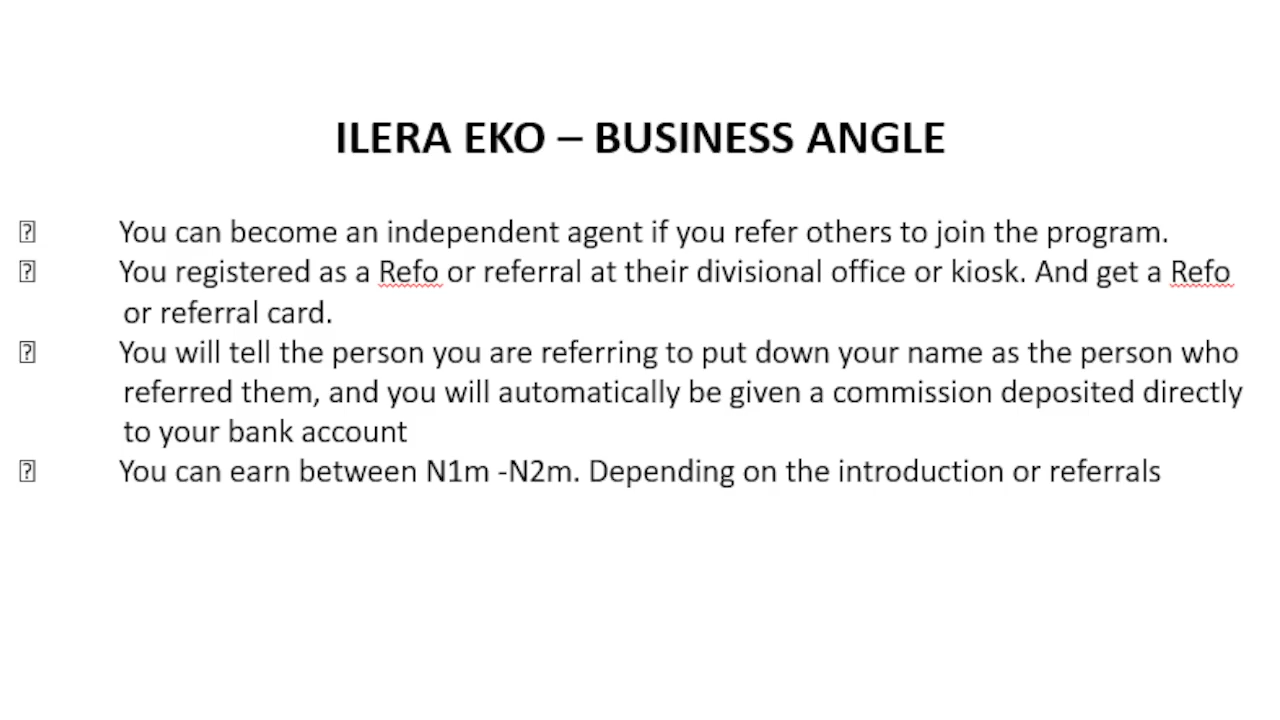 ILERA EKO – BUSINESS ANGLE
You can become an independent agent if you refer others to join the program.
You registered as a Refo or referral at their divisional office or kiosk. And get a Refo
or referral card.
You will tell the person you are referring to put down your name as the person who
referred them, and you will automatically be given a commission deposited directly
to your bank account
You can earn between N1m -N2m. Depending on the introduction or referrals